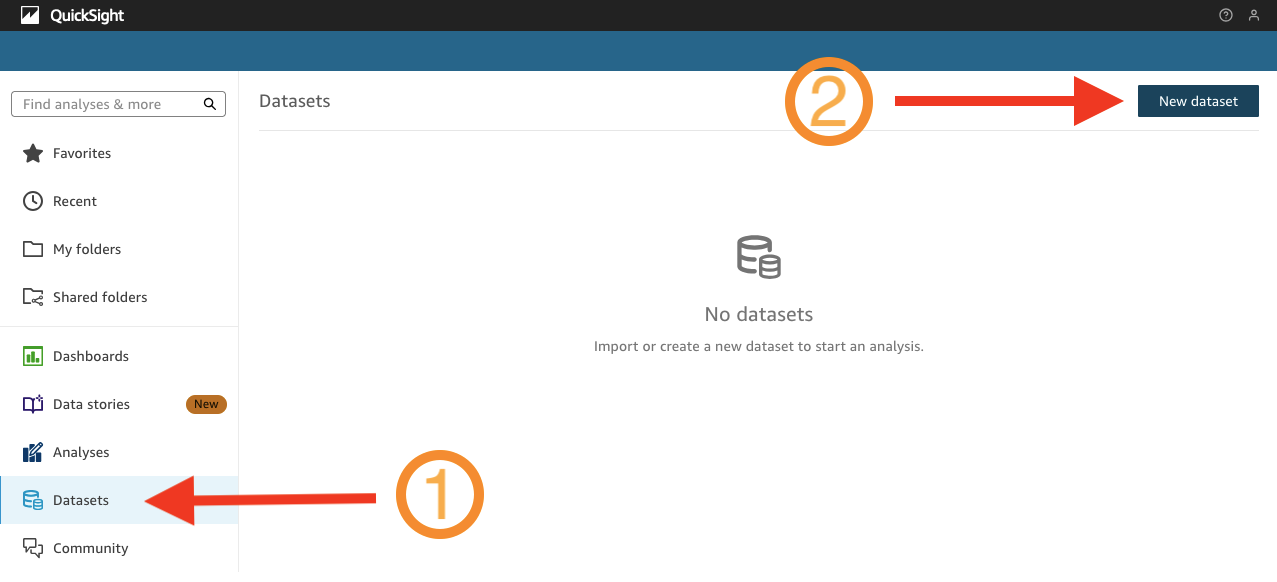 QuickSight
Find analyses & more
Favorites
Recent
My folders
Shared folders
Dashboards
Data stories New
Analyses
Datasets
Community
Datasets
2
New dataset
No datasets
Import or create a new dataset to start an analysis.
1